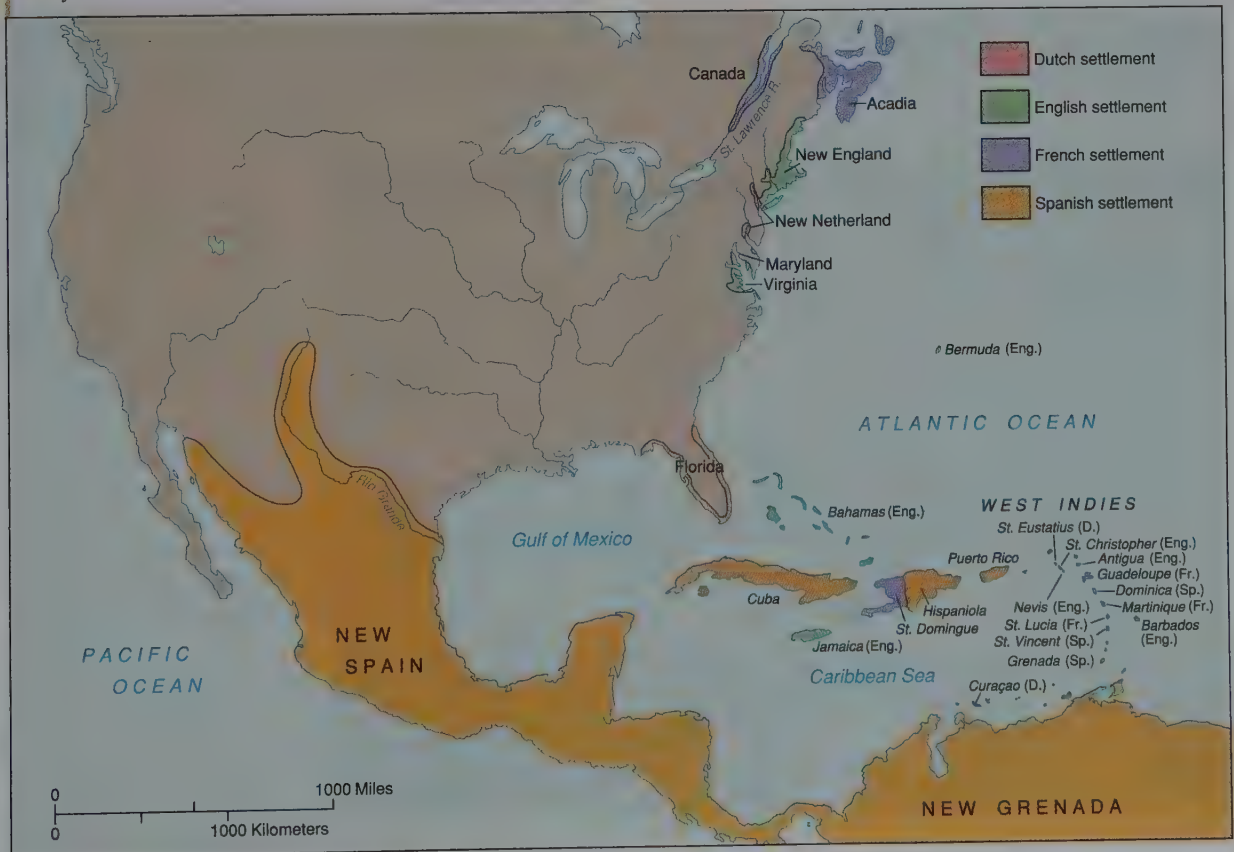 Dutch settlement
English settlement
French settlement
Spanish settlement
Canada
St. Lawrence R.
Acadia
New England
New Netherland
Maryland
Virginia
Bermuda (Eng.)
ATLANTIC OCEAN
Florida
Rio Grande
Gulf of Mexico
Bahamas (Eng.)
WEST INDIES
St. Eustatius (D.)
St. Christopher (Eng.)
Antigua (Eng.)
Guadeloupe (Fr.)
Dominica (Sp.)
Martinique (Fr.)
Barbados
(Eng.)
Nevis (Eng.)
St. Lucia (Fr.)
St. Vincent (Sp.)
Grenada (Sp.)
Puerto Rico
Cuba
Hispaniola
St. Domingue
Jamaica (Eng.)
Caribbean Sea
Curaçao (D.)
NEW
SPAIN
PACIFIC
OCEAN
NEW GRENADA
0 1000 Miles
0 1000 Kilometers